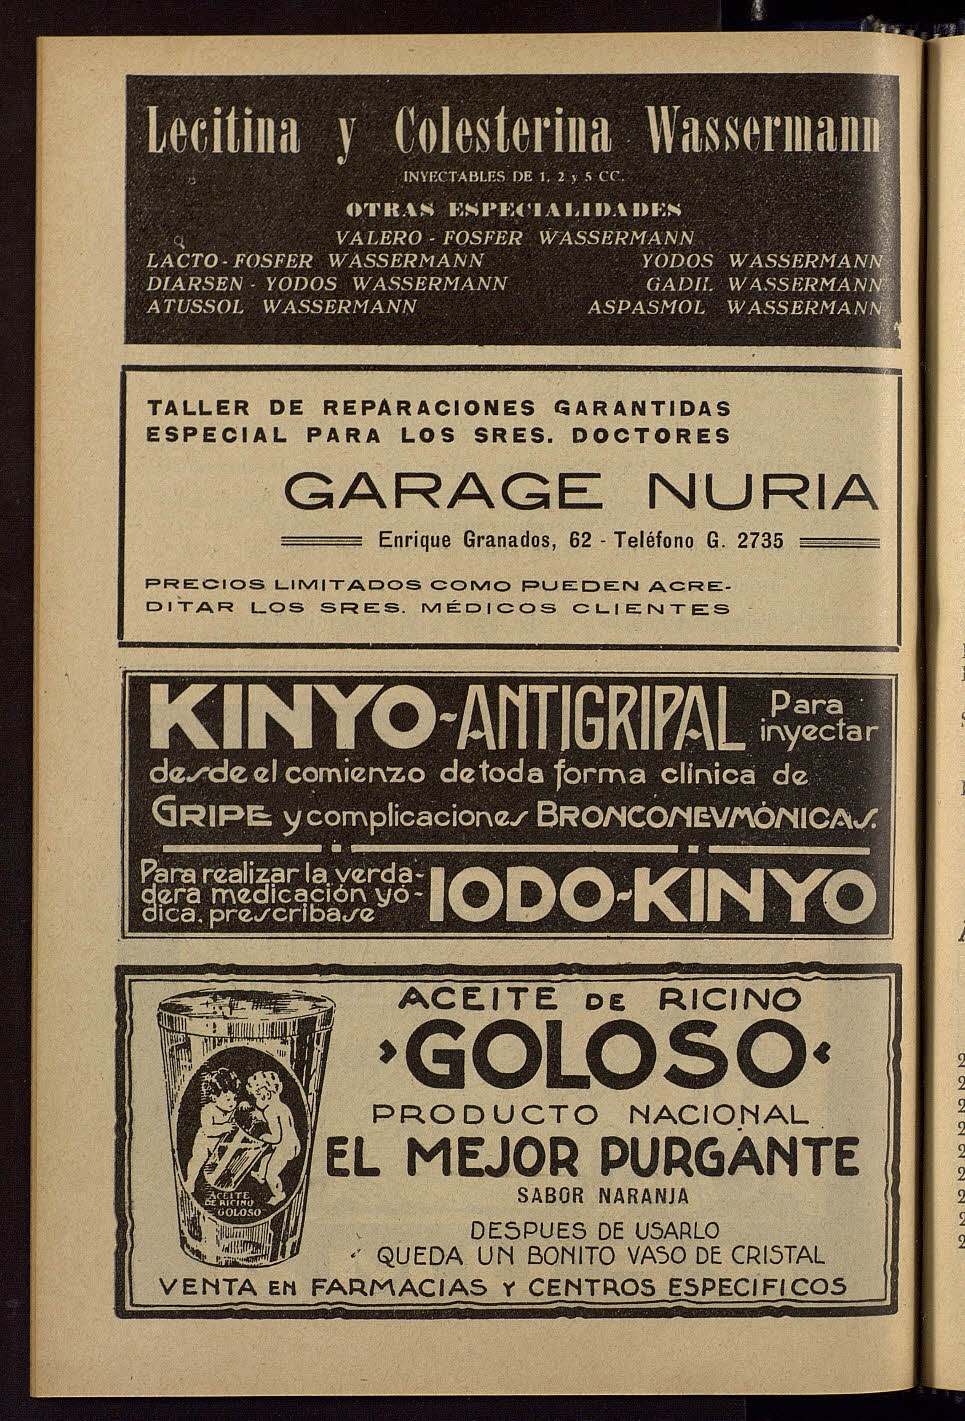 Lecitina y Colesterina Wassermann
INYECTABLES DE 1, 2 y 5 CC.
OTRAS ESPECIALIDADES
VALERO - FOSFER WASSERMANN
LACTO - FOSFER WASSERMANN YODOS WASSERMANN
DIARSEN - YODOS WASSERMANN GADIL WASSERMANN
ATUSSOL WASSERMANN ASPASMOL WASSERMANN
TALLER DE REPARACIONES GARANTIDAS
ESPECIAL PARA LOS SRES. DOCTORES
GARAGE NURIA
Enrique Granados, 62 - Teléfono G. 2735
PRECIOS LIMITADOS COMO PUEDEN ACRE-
DITAR LOS SRES. MÉDICOS CLIENTES
KINYO-ANTIGRIPAL Para
inyectar
desde el comienzo de toda forma clínica de
GRIPE y complicaciones BRONCONEVMÓNICAS.
Para realizar la verda-
dera medicación yó-
dica, prescribase
IODO-KINYO
ACEITE DE RICINO
GOLOSO
PRODUCTO NACIONAL
EL MEJOR PURGANTE
SABOR NARANJA
ACEITE
DE RICINO
GOLOSO
DESPUES DE USARLO
QUEDA UN BONITO VASO DE CRISTAL
VENTA EN FARMACIAS Y CENTROS ESPECIFICOS